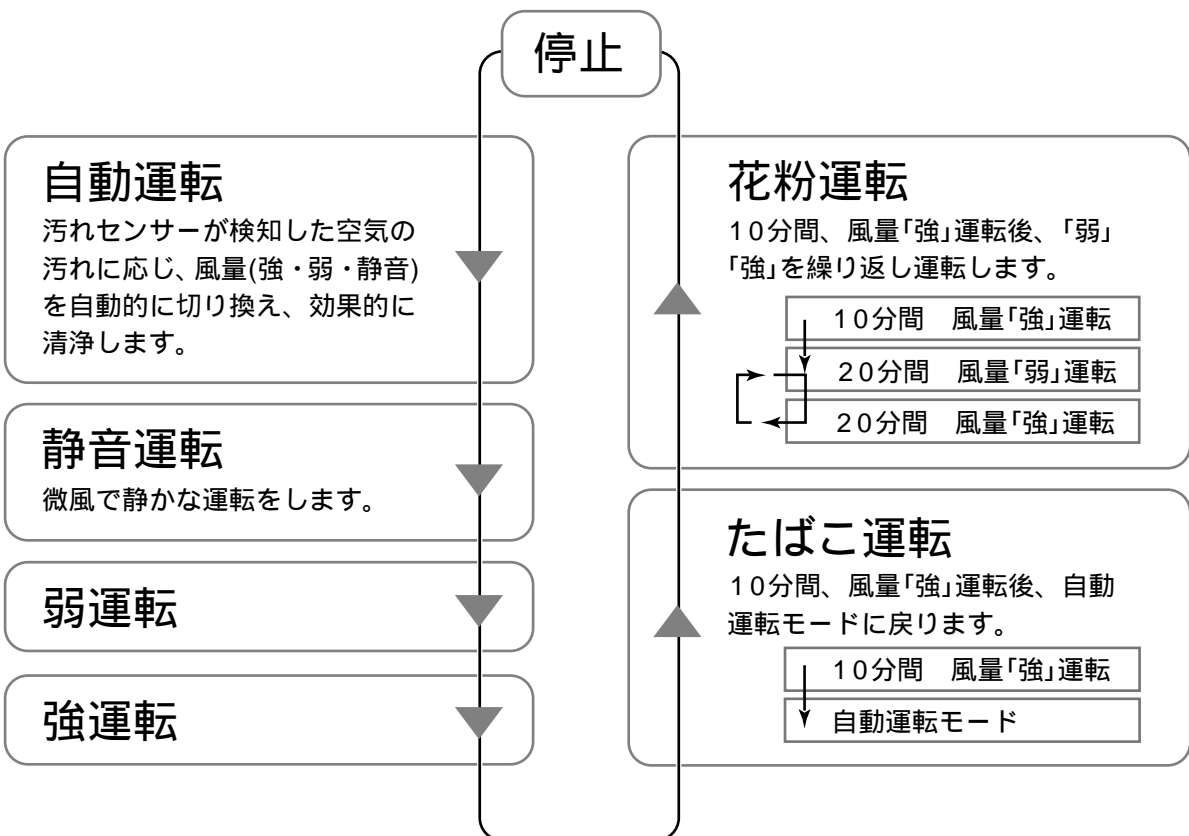 停止
自動運転
汚れセンサーが検知した空気の
汚れに応じ、風量(強・弱・静音)
を自動的に切り換え、効果的に
清浄します。
静音運転
微風で静かな運転をします。
弱運転
強運転
花粉運転
10分間、風量「強」運転後、「弱」
「強」を繰り返し運転します。
10分間　風量「強」運転
20分間　風量「弱」運転
20分間　風量「強」運転
たばこ運転
10分間、風量「強」運転後、自動
運転モードに戻ります。
10分間　風量「強」運転
自動運転モード